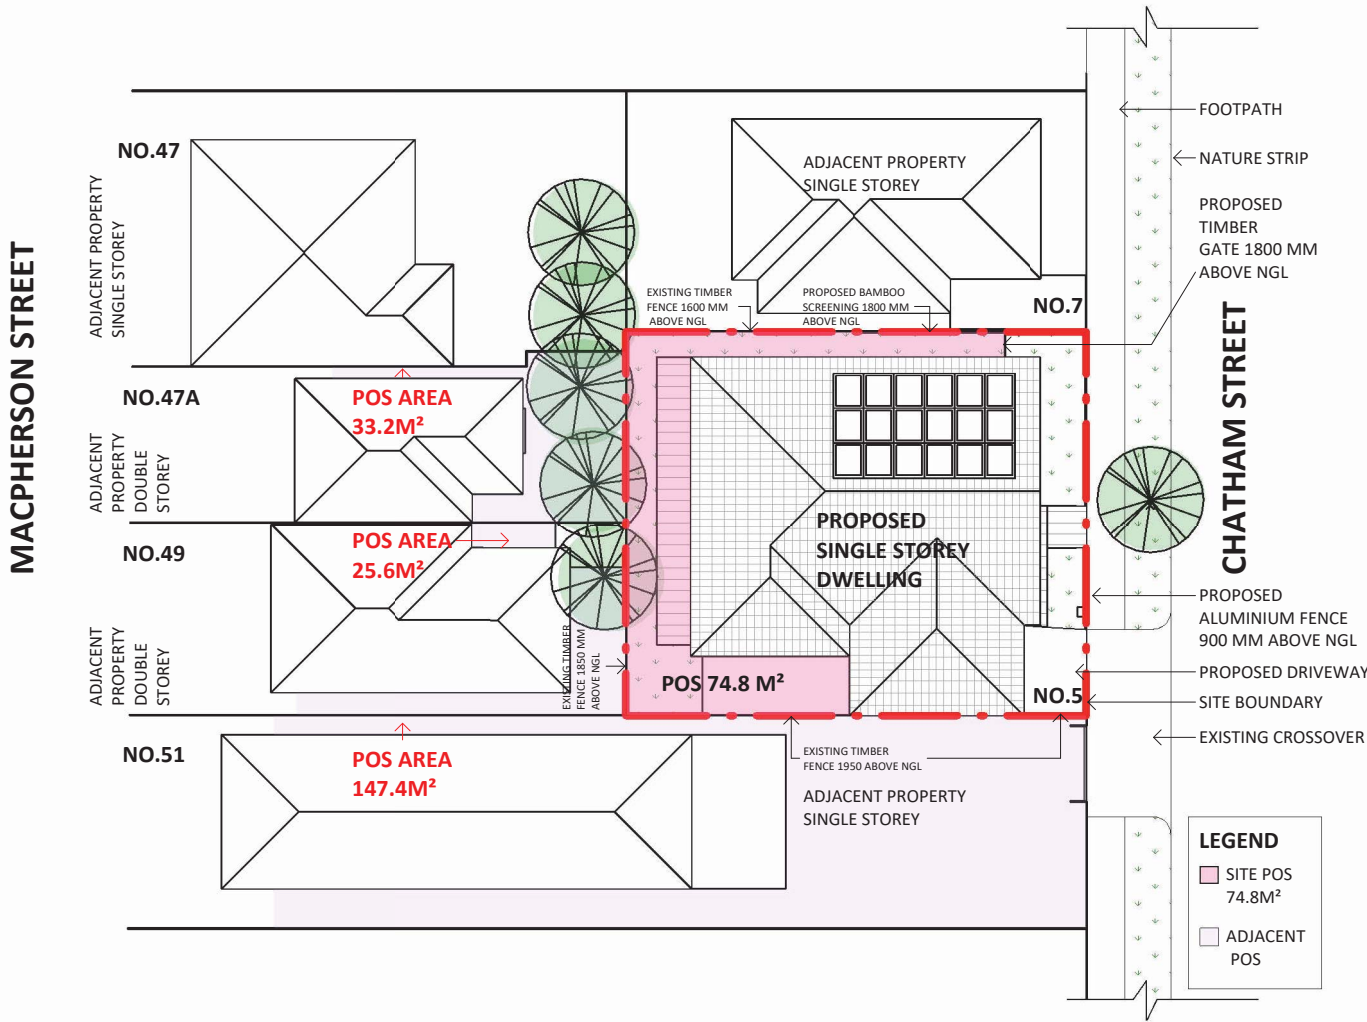 MACPHERSON STREET
NO.47
ADJACENT PROPERTY
SINGLE STOREY
NO.47A
ADJACENT
PROPERTY
DOUBLE
STOREY
POS AREA
33.2M²
NO.49
ADJACENT
PROPERTY
DOUBLE
STOREY
POS AREA
25.6M²
NO.51
POS AREA
147.4M²
ADJACENT PROPERTY
SINGLE STOREY
NO.7
EXISTING TIMBER
FENCE 1600 MM
ABOVE NGL
PROPOSED BAMBOO
SCREENING 1800 MM
ABOVE NGL
PROPOSED
SINGLE STOREY
DWELLING
EXISTING TIMBER
FENCE 1850 MM
ABOVE NGL
POS 74.8 M²
NO.5
EXISTING TIMBER
FENCE 1950 ABOVE NGL
ADJACENT PROPERTY
SINGLE STOREY
FOOTPATH
NATURE STRIP
PROPOSED
TIMBER
GATE 1800 MM
ABOVE NGL
CHATHAM STREET
PROPOSED
ALUMINIUM FENCE
900 MM ABOVE NGL
PROPOSED DRIVEWAY
SITE BOUNDARY
EXISTING CROSSOVER
LEGEND
SITE POS
74.8M²
ADJACENT
POS